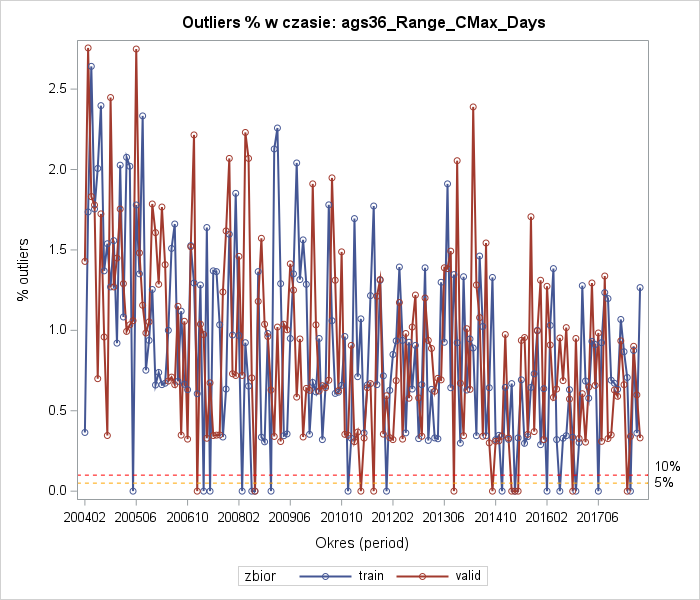 Outliers % w czasie: ags36_Range_CMax_Days
% outliers
2.5
2.0
1.5
1.0
0.5
0.0
10%
5%
200402 200506 200610 200802 200906 201010 201202 201306 201410 201602 201706
Okres (period)
zbior train valid